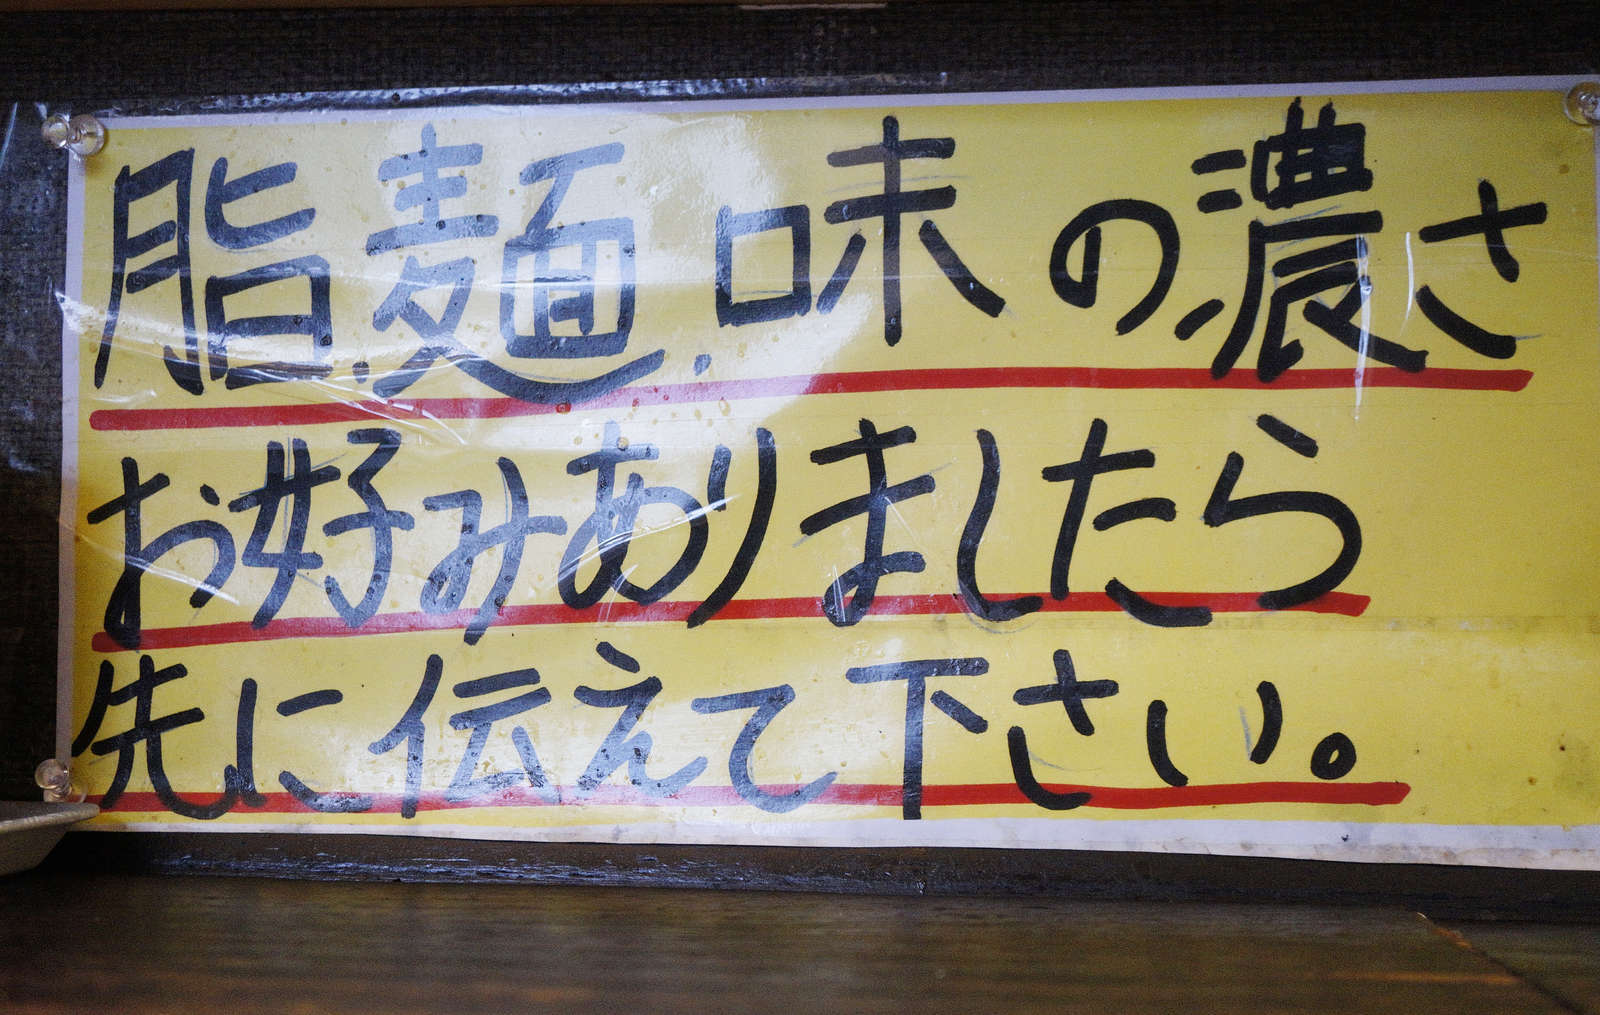 脂.麺.味の濃さ
お好みありましたら
先に伝えて下さい。